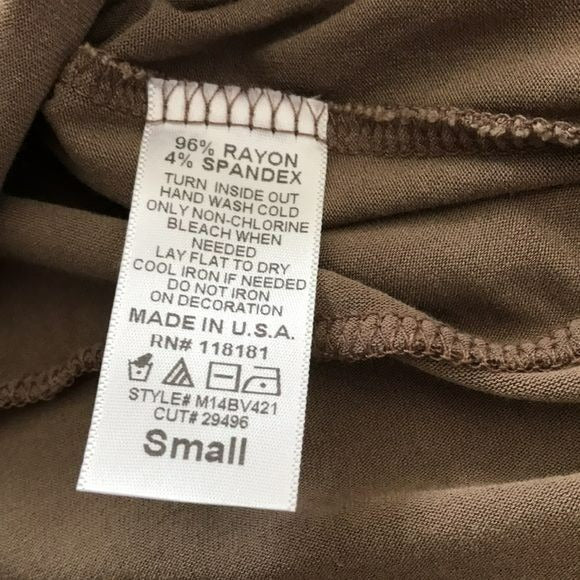 96% RAYON
4% SPANDEX
TURN INSIDE OUT
HAND WASH COLD
ONLY NON-CHLORINE
BLEACH WHEN
NEEDED
LAY FLAT TO DRY
COOL IRON IF NEEDED
DO NOT IRON
ON DECORATION
MADE IN U.S.A.
RN# 118181
STYLE# M14BV421
CUT# 29496
Small